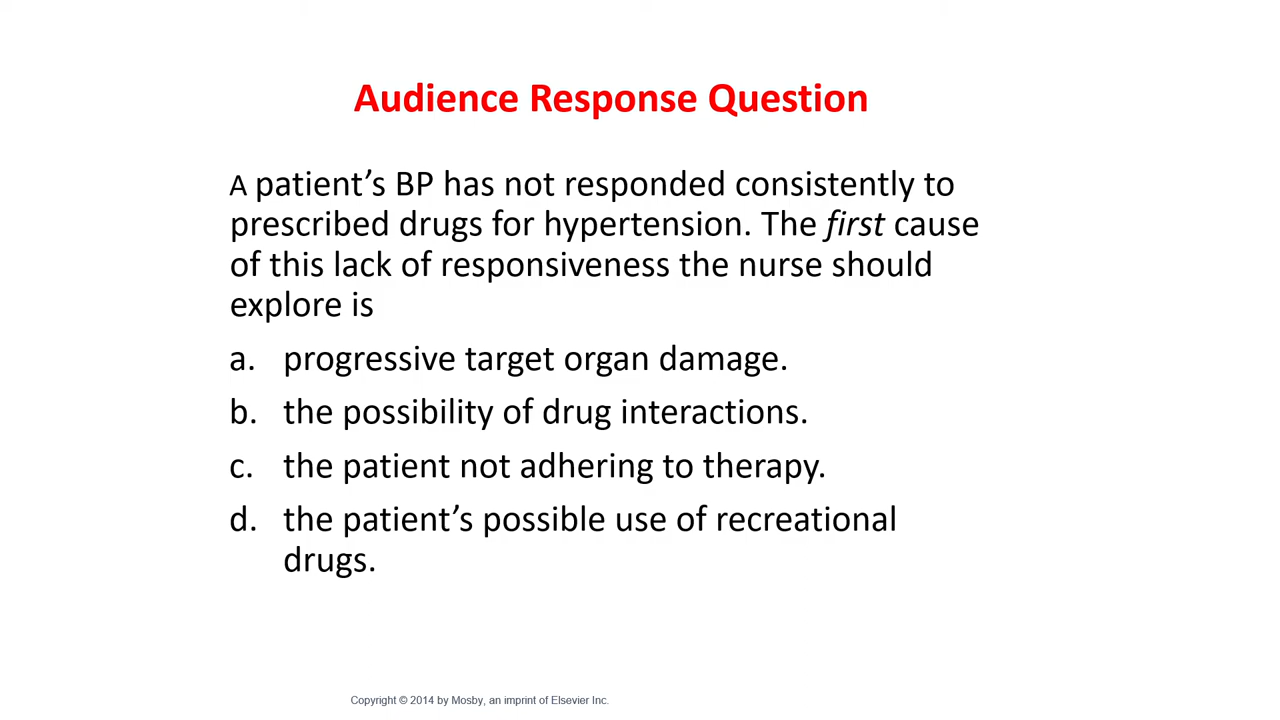 Audience Response Question
A patient’s BP has not responded consistently to
prescribed drugs for hypertension. The first cause
of this lack of responsiveness the nurse should
explore is
a. progressive target organ damage.
b. the possibility of drug interactions.
c. the patient not adhering to therapy.
d. the patient’s possible use of recreational
drugs.
Copyright © 2014 by Mosby, an imprint of Elsevier Inc.